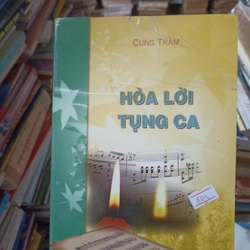 CUNG TRẦM
HÒA LỜI
TỤNG CA